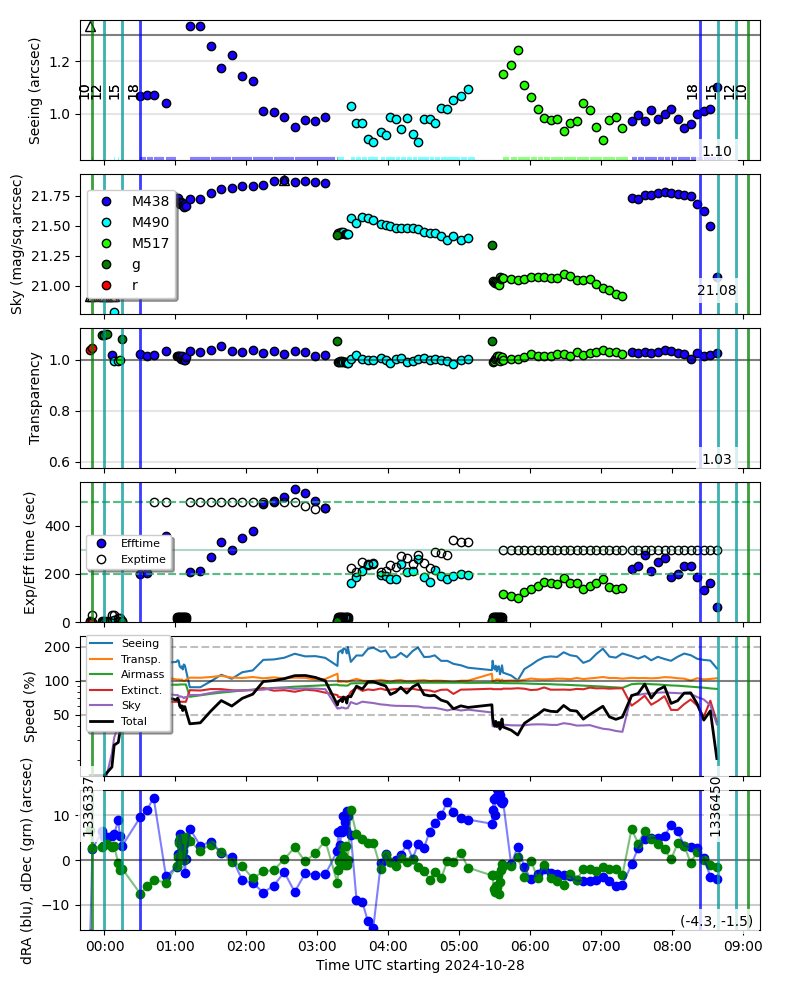 Seeing (arcsec)
1.2
1.0
10
12
15
18
18
15
12
10
1.10
Sky (mag/sq.arcsec)
21.75
21.50
21.25
21.00
M438
M490
M517
g
r
21.08
Transparency
1.0
0.8
0.6
1.03
Exp/Eff time (sec)
400
200
0
Efftime
Exptime
Speed (%)
200
100
50
Seeing
Transp.
Airmass
Extinct.
Sky
Total
dRA (blu), dDec (grn) (arcsec)
10
0
−10
1336337
1336450
(-4.3, -1.5)
00:00 01:00 02:00 03:00 04:00 05:00 06:00 07:00 08:00 09:00
Time UTC starting 2024-10-28